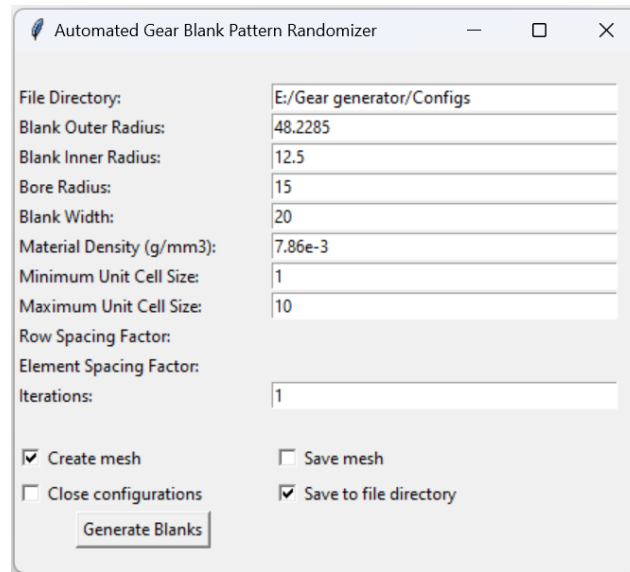 Automated Gear Blank Pattern Randomizer
File Directory: E:/Gear generator/Configs
Blank Outer Radius: 48.2285
Blank Inner Radius: 12.5
Bore Radius: 15
Blank Width: 20
Material Density (g/mm3): 7.86e-3
Minimum Unit Cell Size: 1
Maximum Unit Cell Size: 10
Row Spacing Factor:
Element Spacing Factor:
Iterations: 1
Create mesh Save mesh
Close configurations Save to file directory
Generate Blanks